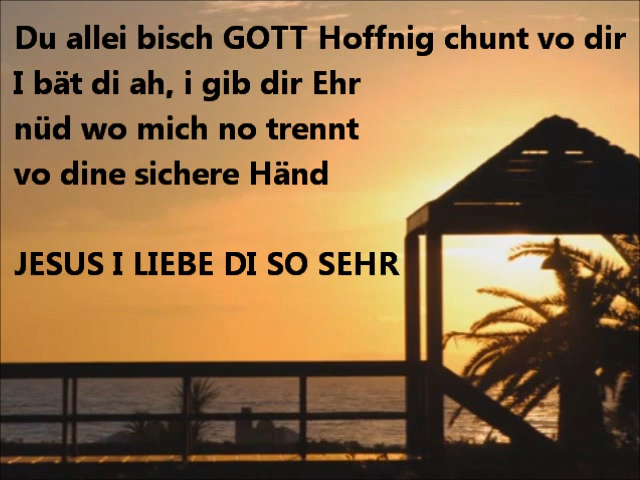 Du allei bisch GOTT Hoffnig chunt vo dir
I bät di ah, i gib dir Ehr
nüd wo mich no trennt
vo dine sichere Händ
JESUS I LIEBE DI SO SEHR